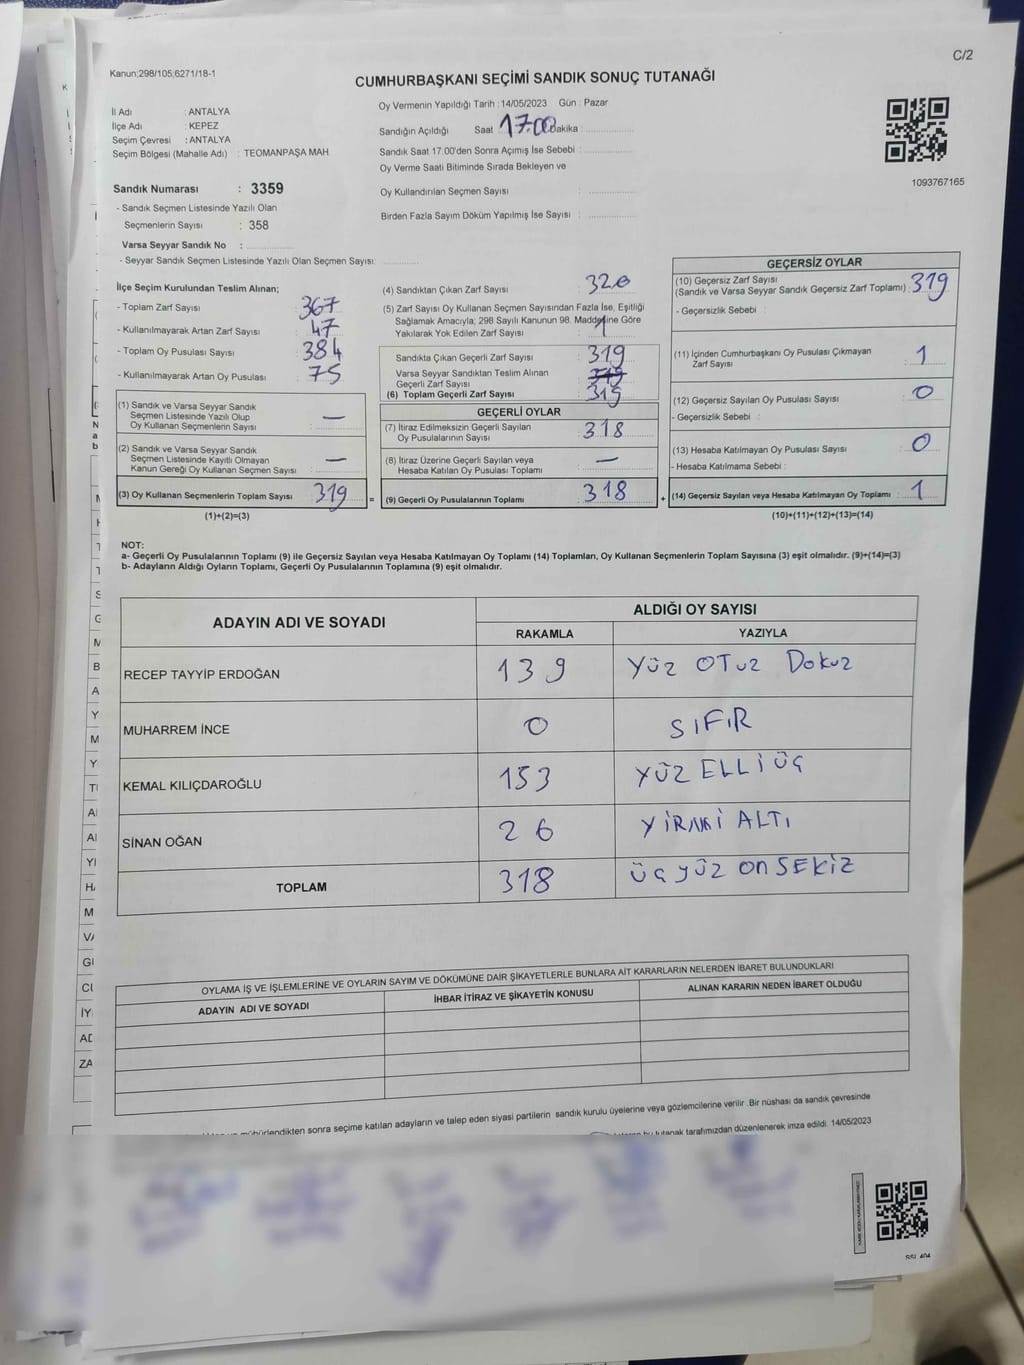 C/2
Kanun;298/105;6271/18-1
CUMHURBAŞKANI SEÇİMİ SANDIK SONUÇ TUTANAĞI
İl Adı : ANTALYA
İlçe Adı : KEPEZ
Seçim Çevresi : ANTALYA
Seçim Bölgesi (Mahalle Adı) : TEOMANPAŞA MAH
Sandık Numarası : 3359
- Sandık Seçmen Listesinde Yazılı Olan
Seçmenlerin Sayısı : 358
Varsa Seyyar Sandık No :
- Seyyar Sandık Seçmen Listesinde Yazılı Olan Seçmen Sayısı:
Oy Vermenin Yapıldığı Tarih : 14/05/2023 Gün : Pazar
Sandığın Açıldığı Saat 17:00 Dakika :
Sandık Saat 17:00'den Sonra Açımış İse Sebebi :
Oy Verme Saati Bitiminde Sırada Bekleyen ve
Oy Kullandırılan Seçmen Sayısı :
Birden Fazla Sayım Döküm Yapılmış İse Sayısı :
1093767165
İlçe Seçim Kurulundan Teslim Alınan;
- Toplam Zarf Sayısı : 367
- Kullanılmayarak Artan Zarf Sayısı : 47
- Toplam Oy Pusulası Sayısı : 384
- Kullanılmayarak Artan Oy Pusulası : 75
(1) Sandık ve Varsa Seyyar Sandık
Seçmen Listesinde Yazılı Olup
Oy Kullanan Seçmenlerin Sayısı : —
(2) Sandık ve Varsa Seyyar Sandık
Seçmen Listesinde Kayıtlı Olmayan
Kanun Gereği Oy Kullanan Seçmen Sayısı : —
(3) Oy Kullanan Seçmenlerin Toplam Sayısı : 319 =
(1)+(2)=(3)
(4) Sandıktan Çıkan Zarf Sayısı : 320
(5) Zarf Sayısı Oy Kullanan Seçmen Sayısından Fazla İse, Eşitliği
Sağlamak Amacıyla; 298 Sayılı Kanunun 98. Maddesine Göre
Yakılarak Yok Edilen Zarf Sayısı : 1
Sandıkta Çıkan Geçerli Zarf Sayısı : 319
Varsa Seyyar Sandıktan Teslim Alınan
Geçerli Zarf Sayısı
(6) Toplam Geçerli Zarf Sayısı : 319
GEÇERLİ OYLAR
(7) İtiraz Edilmeksizin Geçerli Sayılan
Oy Pusulalarının Sayısı : 318
(8) İtiraz Üzerine Geçerli Sayılan veya
Hesaba Katılan Oy Pusulası Toplamı : —
(9) Geçerli Oy Pusulalarının Toplamı : 318 +
GEÇERSİZ OYLAR
(10) Geçersiz Zarf Sayısı
(Sandık ve Varsa Seyyar Sandık Geçersiz Zarf Toplamı) : 319
- Geçersizlik Sebebi :
(11) İçinden Cumhurbaşkanı Oy Pusulası Çıkmayan
Zarf Sayısı : 1
(12) Geçersiz Sayılan Oy Pusulası Sayısı : 0
- Geçersizlik Sebebi :
(13) Hesaba Katılmayan Oy Pusulası Sayısı : 0
- Hesaba Katılmama Sebebi :
(14) Geçersiz Sayılan veya Hesaba Katılmayan Oy Toplamı : 1
(10)+(11)+(12)+(13)=(14)
NOT:
a- Geçerli Oy Pusulalarının Toplamı (9) ile Geçersiz Sayılan veya Hesaba Katılmayan Oy Toplamı (14) Toplamları, Oy Kullanan Seçmenlerin Toplam Sayısına (3) eşit olmalıdır. (9)+(14)=(3)
b- Adayların Aldığı Oyların Toplamı, Geçerli Oy Pusulalarının Toplamına (9) eşit olmalıdır.
ADAYIN ADI VE SOYADI ALDIĞI OY SAYISI
RAKAMLA YAZIYLA
RECEP TAYYİP ERDOĞAN 139 YÜZ OTUZ DOKUZ
MUHARREM İNCE 0 SIFIR
KEMAL KILIÇDAROĞLU 153 YÜZ ELLİ ÜÇ
SİNAN OĞAN 26 YİRMİ ALTI
TOPLAM 318 ÜÇYÜZ ON SEKİZ
OYLAMA İŞ VE İŞLEMLERİNE VE OYLARIN SAYIM VE DÖKÜMÜNE DAİR ŞİKAYETLERLE BUNLARA AİT KARARLARIN NELERDEN İBARET BULUNDUKLARI
ADAYIN ADI VE SOYADI İHBAR İTİRAZ VE ŞİKAYETİN KONUSU ALINAN KARARIN NEDEN İBARET OLDUĞU
mühürlendikten sonra seçime katılan adayların ve talep eden siyasi partilerin sandık kurulu üyelerine veya gözlemcilerine verilir .Bir nüshası da sandık çevresinde
bu tutanak tarafımızdan düzenlenerek imza edildi. 14/05/2023